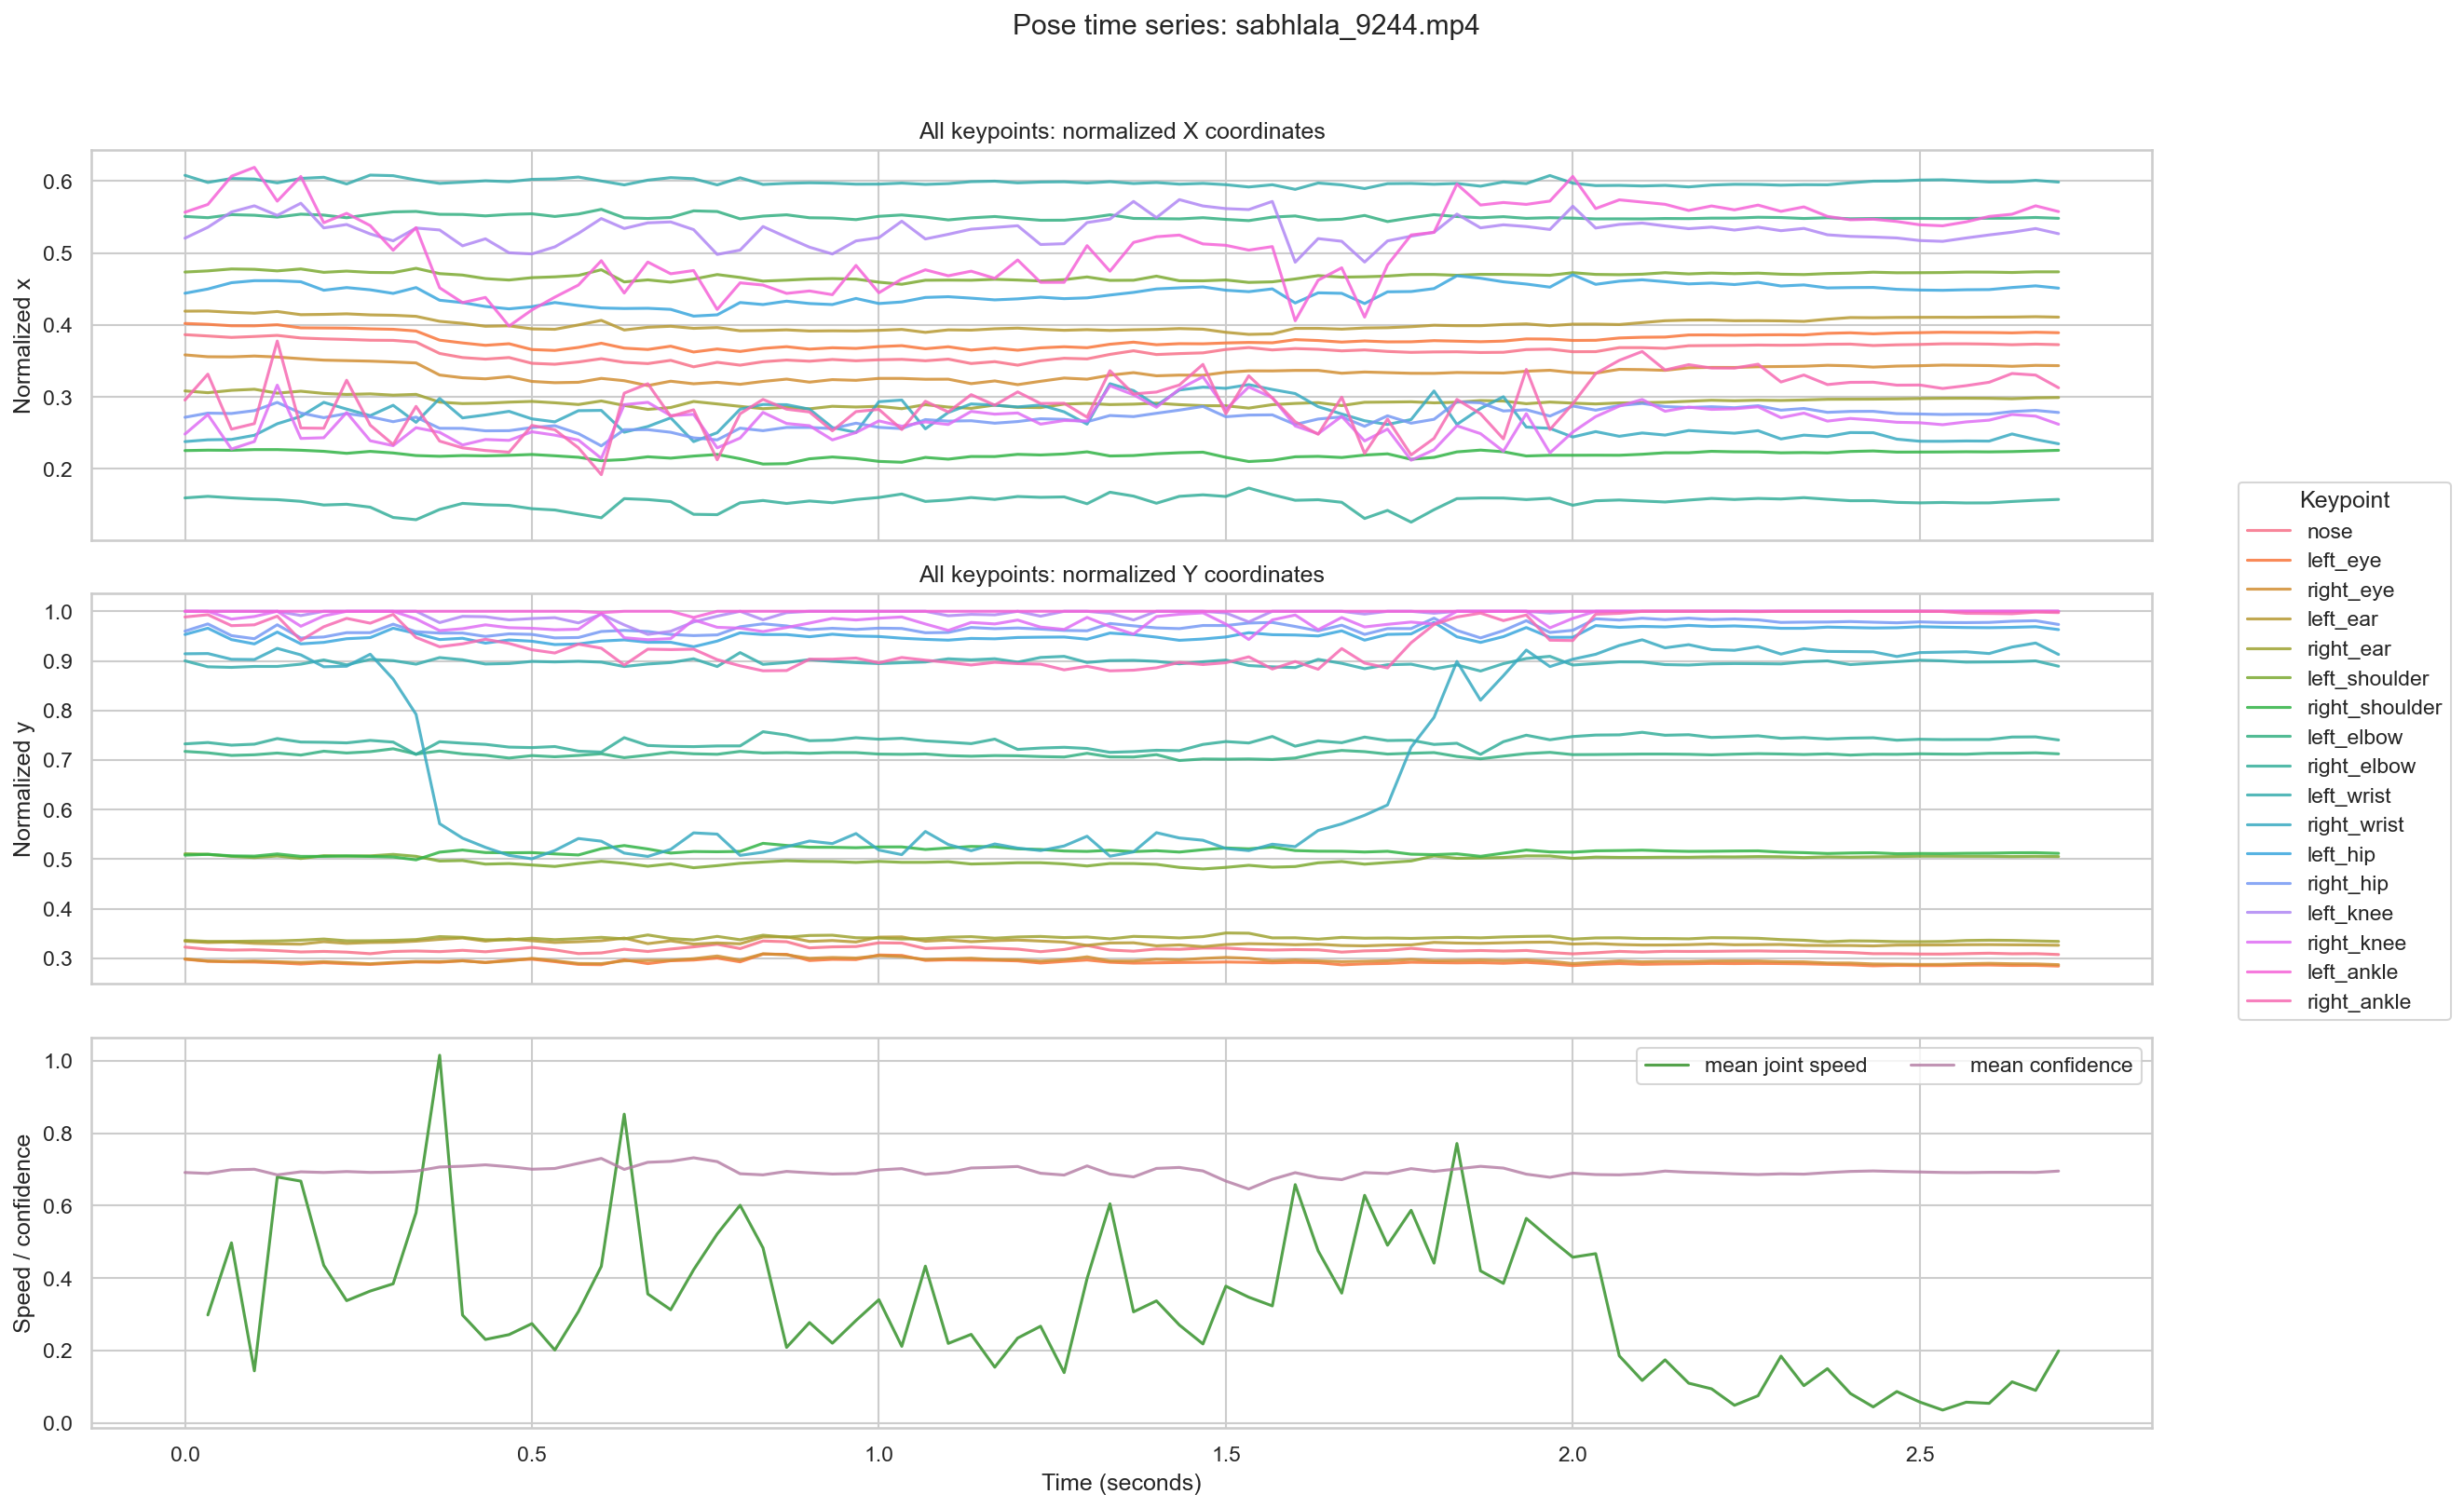 Pose time series: sabhlala_9244.mp4
All keypoints: normalized X coordinates
Normalized x
0.6
0.5
0.4
0.3
0.2
All keypoints: normalized Y coordinates
Normalized y
1.0
0.9
0.8
0.7
0.6
0.5
0.4
0.3
Keypoint
nose
left_eye
right_eye
left_ear
right_ear
left_shoulder
right_shoulder
left_elbow
right_elbow
left_wrist
right_wrist
left_hip
right_hip
left_knee
right_knee
left_ankle
right_ankle
mean joint speed
mean confidence
Speed / confidence
1.0
0.8
0.6
0.4
0.2
0.0
0.0 0.5 1.0 1.5 2.0 2.5
Time (seconds)